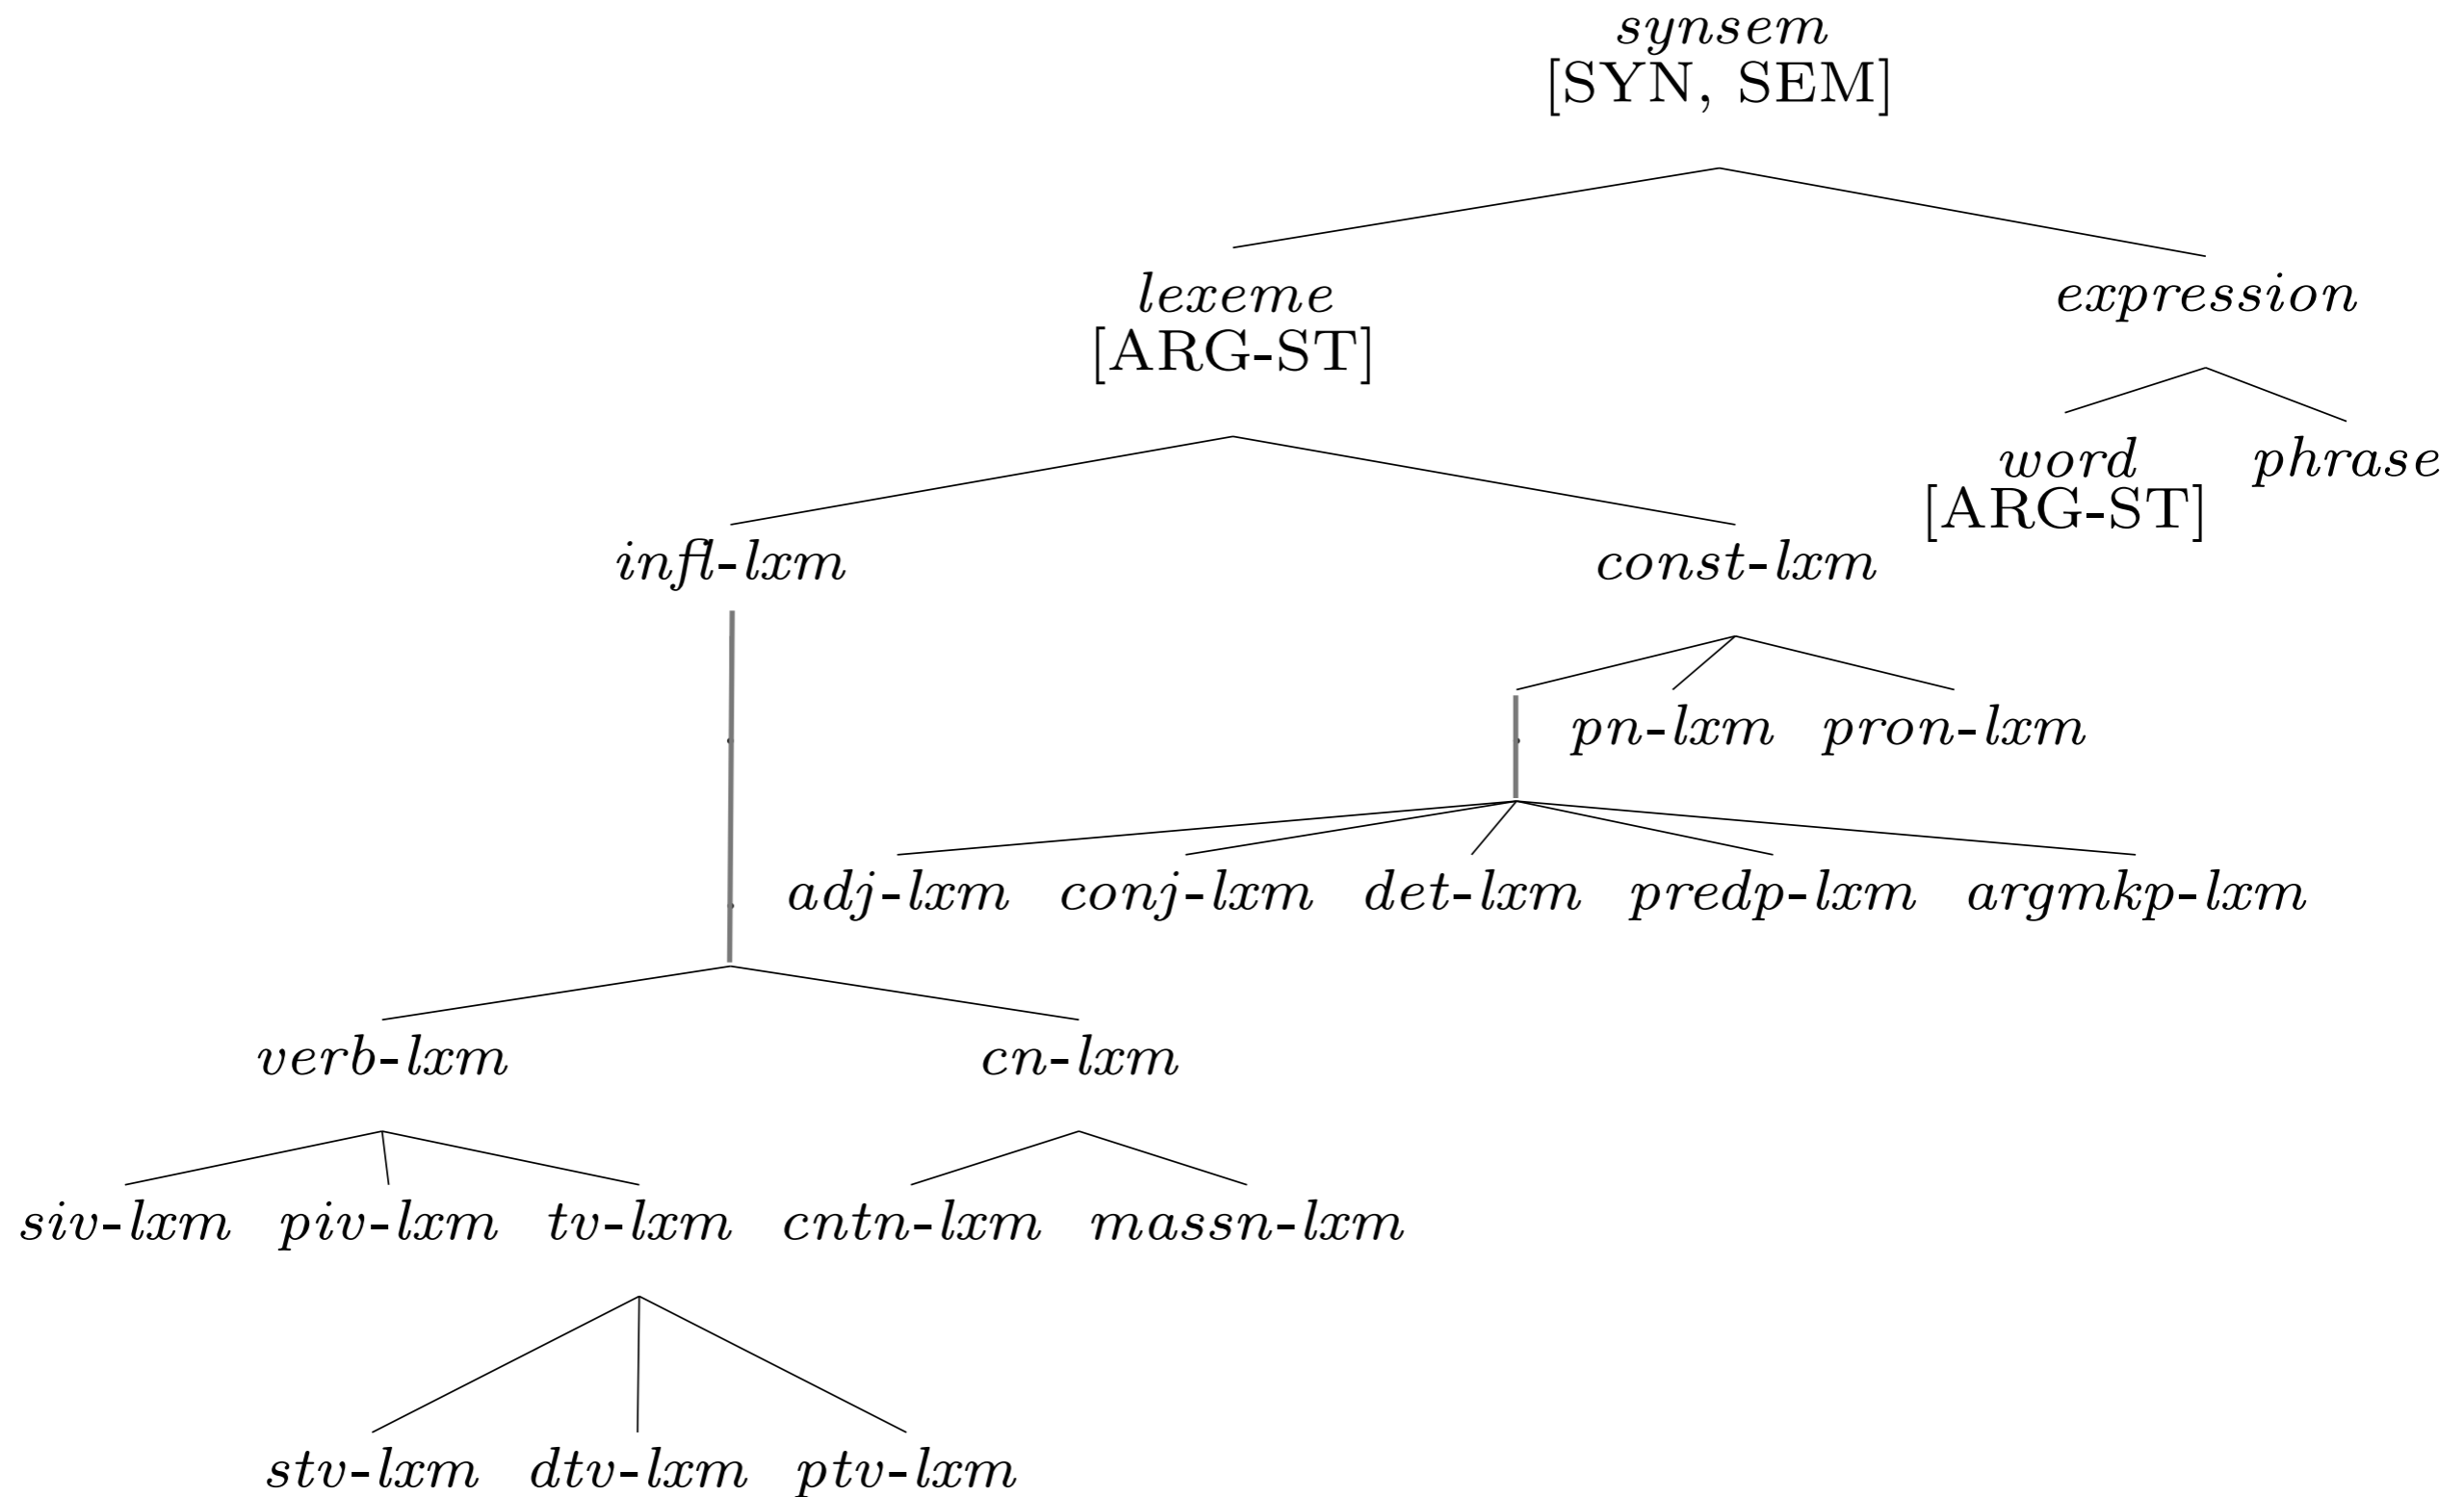 synsem
[SYN, SEM]
lexeme
[ARG-ST]
expression
word
[ARG-ST]
phrase
infl-lxm
const-lxm
pn-lxm pron-lxm
adj-lxm conj-lxm det-lxm predp-lxm argmkp-lxm
verb-lxm cn-lxm
siv-lxm piv-lxm tv-lxm cntn-lxm massn-lxm
stv-lxm dtv-lxm ptv-lxm